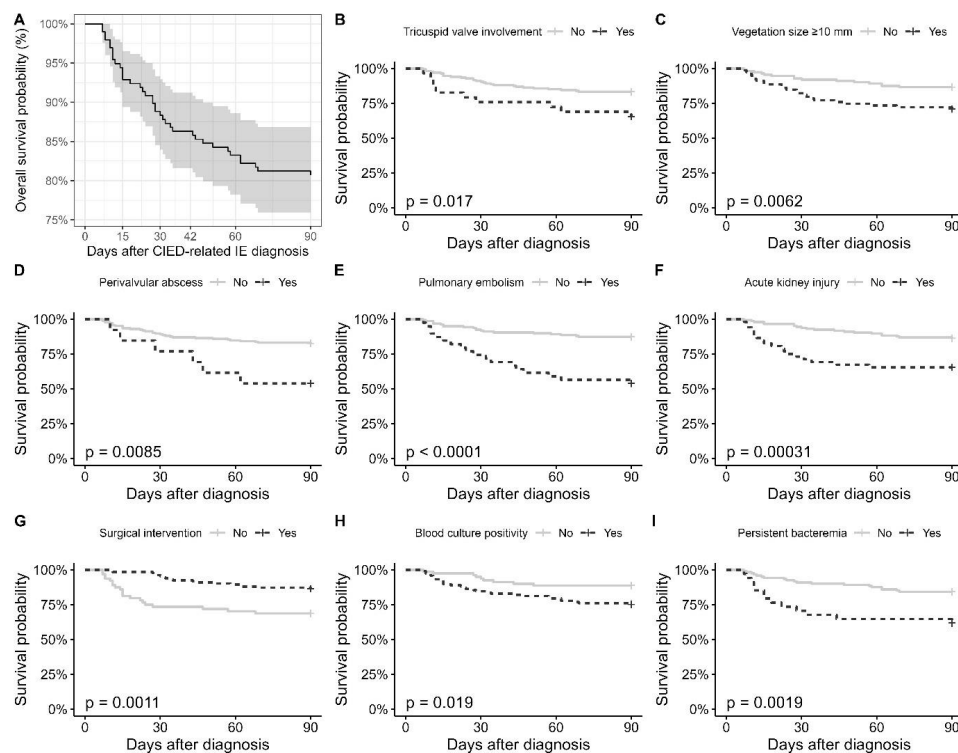 A
Overall survival probability (%)
100%
95%
90%
85%
80%
75%
0 15 30 45 60 90
Days after CIED-related IE diagnosis
B
Tricuspid valve involvement No Yes
Survival probability
100%
75%
50%
25%
0%
p = 0.017
0 30 60 90
Days after diagnosis
C
Vegetation size ≥10 mm No Yes
Survival probability
100%
75%
50%
25%
0%
p = 0.0062
0 30 60 90
Days after diagnosis
D
Perivalvular abscess No Yes
Survival probability
100%
75%
50%
25%
0%
p = 0.0085
0 30 60 90
Days after diagnosis
E
Pulmonary embolism No Yes
Survival probability
100%
75%
50%
25%
0%
p < 0.0001
0 30 60 90
Days after diagnosis
F
Acute kidney injury No Yes
Survival probability
100%
75%
50%
25%
0%
p = 0.00031
0 30 60 90
Days after diagnosis
G
Surgical intervention No Yes
Survival probability
100%
75%
50%
25%
0%
p = 0.0011
0 30 60 90
Days after diagnosis
H
Blood culture positivity No Yes
Survival probability
100%
75%
50%
25%
0%
p = 0.019
0 30 60 90
Days after diagnosis
I
Persistent bacteremia No Yes
Survival probability
100%
75%
50%
25%
0%
p = 0.0019
0 30 60 90
Days after diagnosis